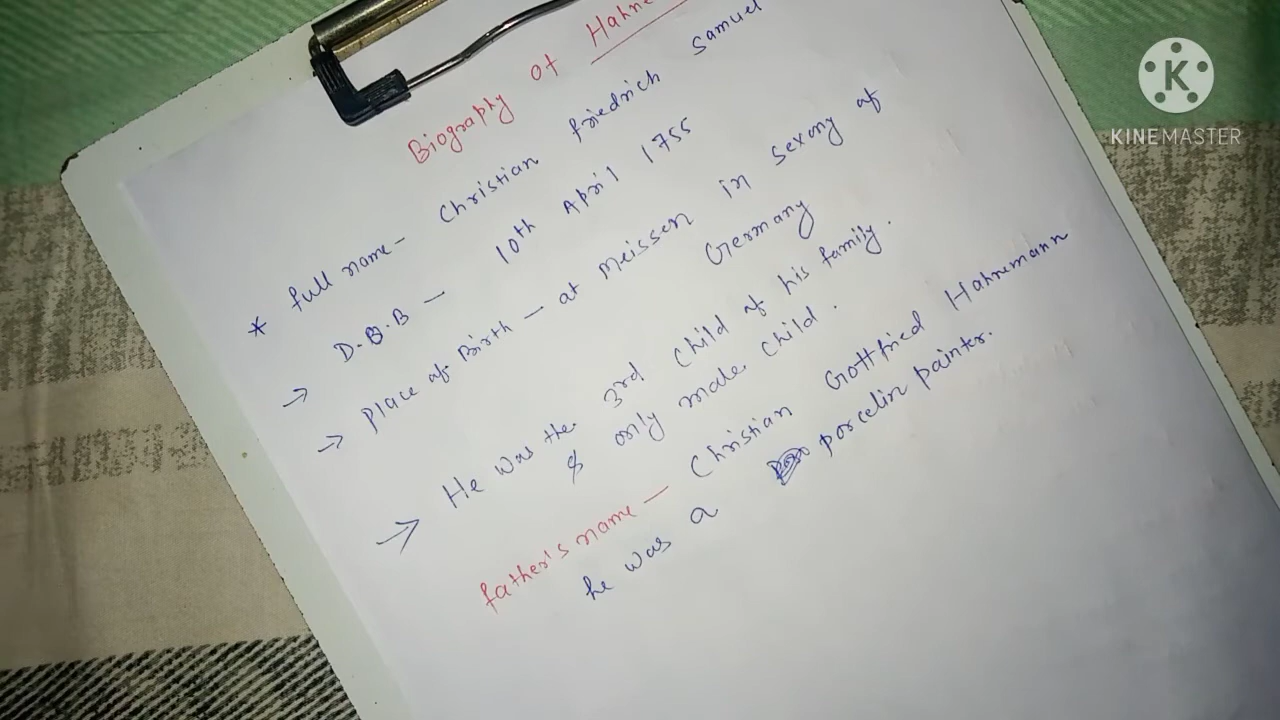 Biography of Hahne
* full name - Christian friedrich Samuel
→ D.O.B - 10th April 1755
→ place of Birth - at Meissen in sexony of
Germany
→ He was the 3rd child of his family.
& only male child.
father's name - Christian Gottfried Hahnemann
he was a porcelin painter.
K
KINEMASTER